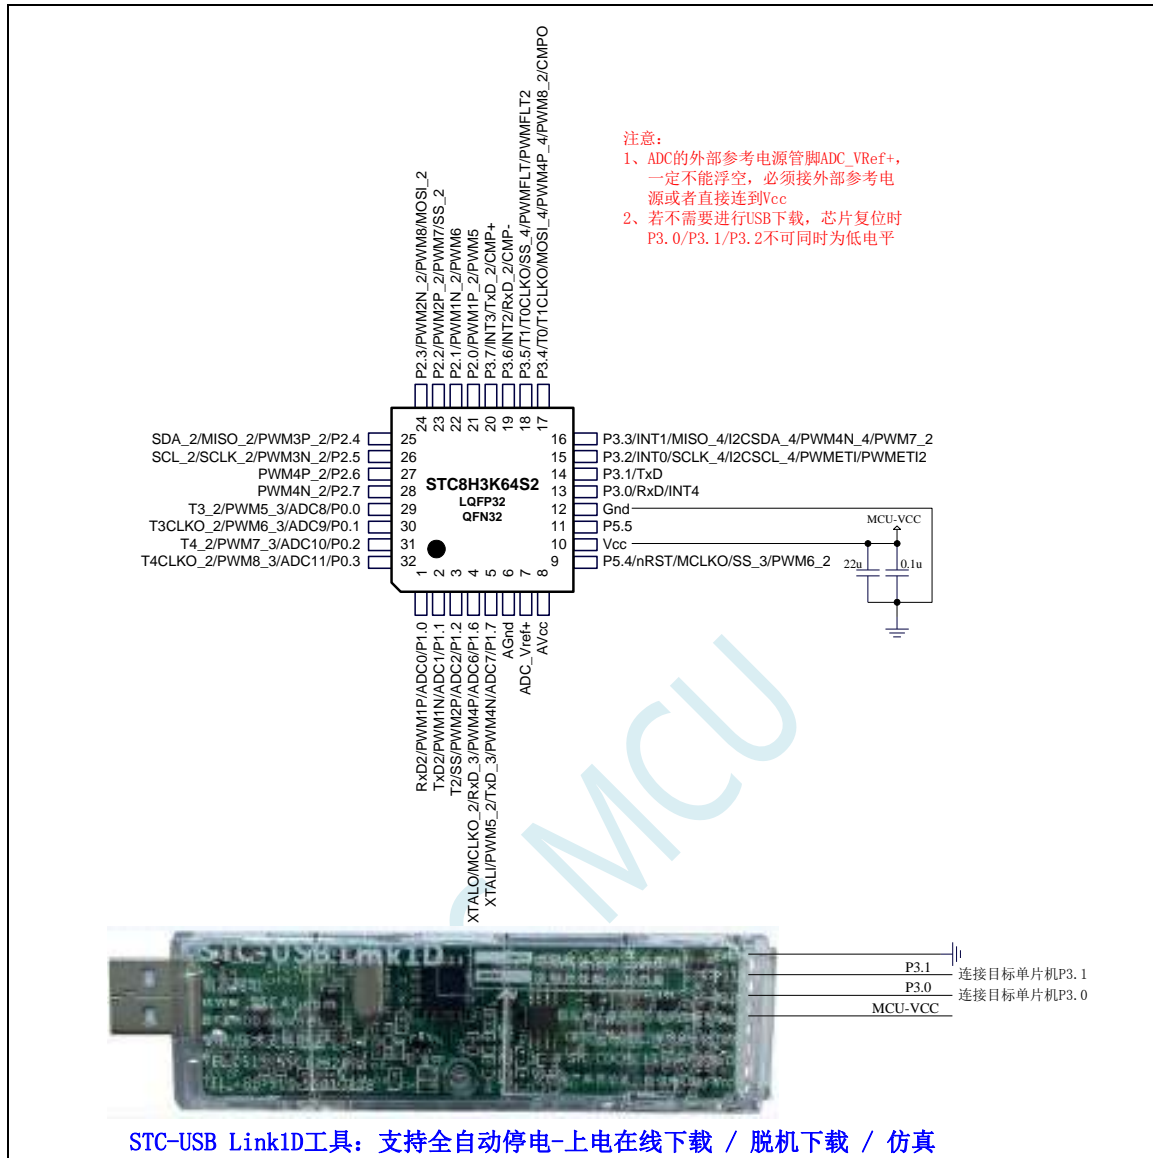 注意：
1、ADC的外部参考电源管脚ADC_VRef+，
一定不能浮空，必须接外部参考电
源或者直接连到Vcc
2、若不需要进行USB下载，芯片复位时
P3.0/P3.1/P3.2不可同时为低电平
P2.3/PWM2N_2/PWM8/MOSI_2
P2.2/PWM2P_2/PWM7/SS_2
P2.1/PWM1N_2/PWM6
P2.0/PWM1P_2/PWM5
P3.7/INT3/TxD_2/CMP+
P3.6/INT2/RxD_2/CMP-
P3.5/T1/T0CLKO/SS_4/PWMFLT/PWMFLT2
P3.4/T0/T1CLKO/MOSI_4/PWM4P_4/PWM8_2/CMPO
24 23 22 21 20 19 18 17
SDA_2/MISO_2/PWM3P_2/P2.4 25
SCL_2/SCLK_2/PWM3N_2/P2.5 26
PWM4P_2/P2.6 27
PWM4N_2/P2.7 28
T3_2/PWM5_3/ADC8/P0.0 29
T3CLKO_2/PWM6_3/ADC9/P0.1 30
T4_2/PWM7_3/ADC10/P0.2 31
T4CLKO_2/PWM8_3/ADC11/P0.3 32
STC8H3K64S2
LQFP32
QFN32
16 P3.3/INT1/MISO_4/I2CSDA_4/PWM4N_4/PWM7_2
15 P3.2/INT0/SCLK_4/I2CSCL_4/PWMETI/PWMETI2
14 P3.1/TxD
13 P3.0/RxD/INT4
12 Gnd
11 P5.5
10 Vcc
9 P5.4/nRST/MCLKO/SS_3/PWM6_2
MCU-VCC
22u
0.1u
1 2 3 4 5 6 7 8
RxD2/PWM1P/ADC0/P1.0
TxD2/PWM1N/ADC1/P1.1
T2/SS/PWM2P/ADC2/P1.2
XTALO/MCLKO_2/RxD_3/PWM4P/ADC6/P1.6
XTALI/PWM5_2/TxD_3/PWM4N/ADC7/P1.7
AGnd
ADC_Vref+
AVcc
MCU
STC-USB Link1D
P3.1 连接目标单片机P3.1
P3.0 连接目标单片机P3.0
MCU-VCC
STC-USB Link1D工具：支持全自动停电-上电在线下载 / 脱机下载 / 仿真